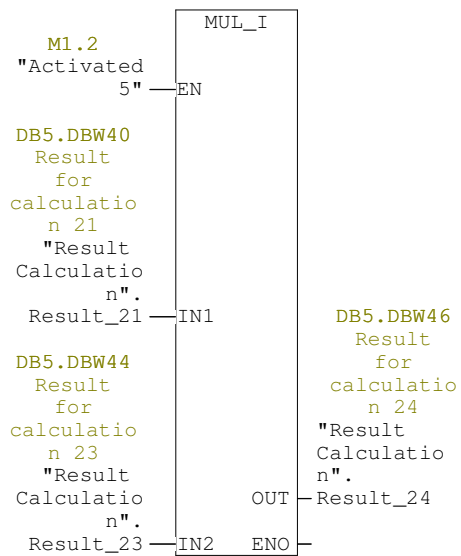 MUL_I
M1.2
"Activated
5"
EN
DB5.DBW40
Result
for
calculatio
n 21
"Result
Calculatio
n".
Result_21
IN1
DB5.DBW44
Result
for
calculatio
n 23
"Result
Calculatio
n".
Result_23
IN2
DB5.DBW46
Result
for
calculatio
n 24
"Result
Calculatio
n".
OUT
Result_24
ENO